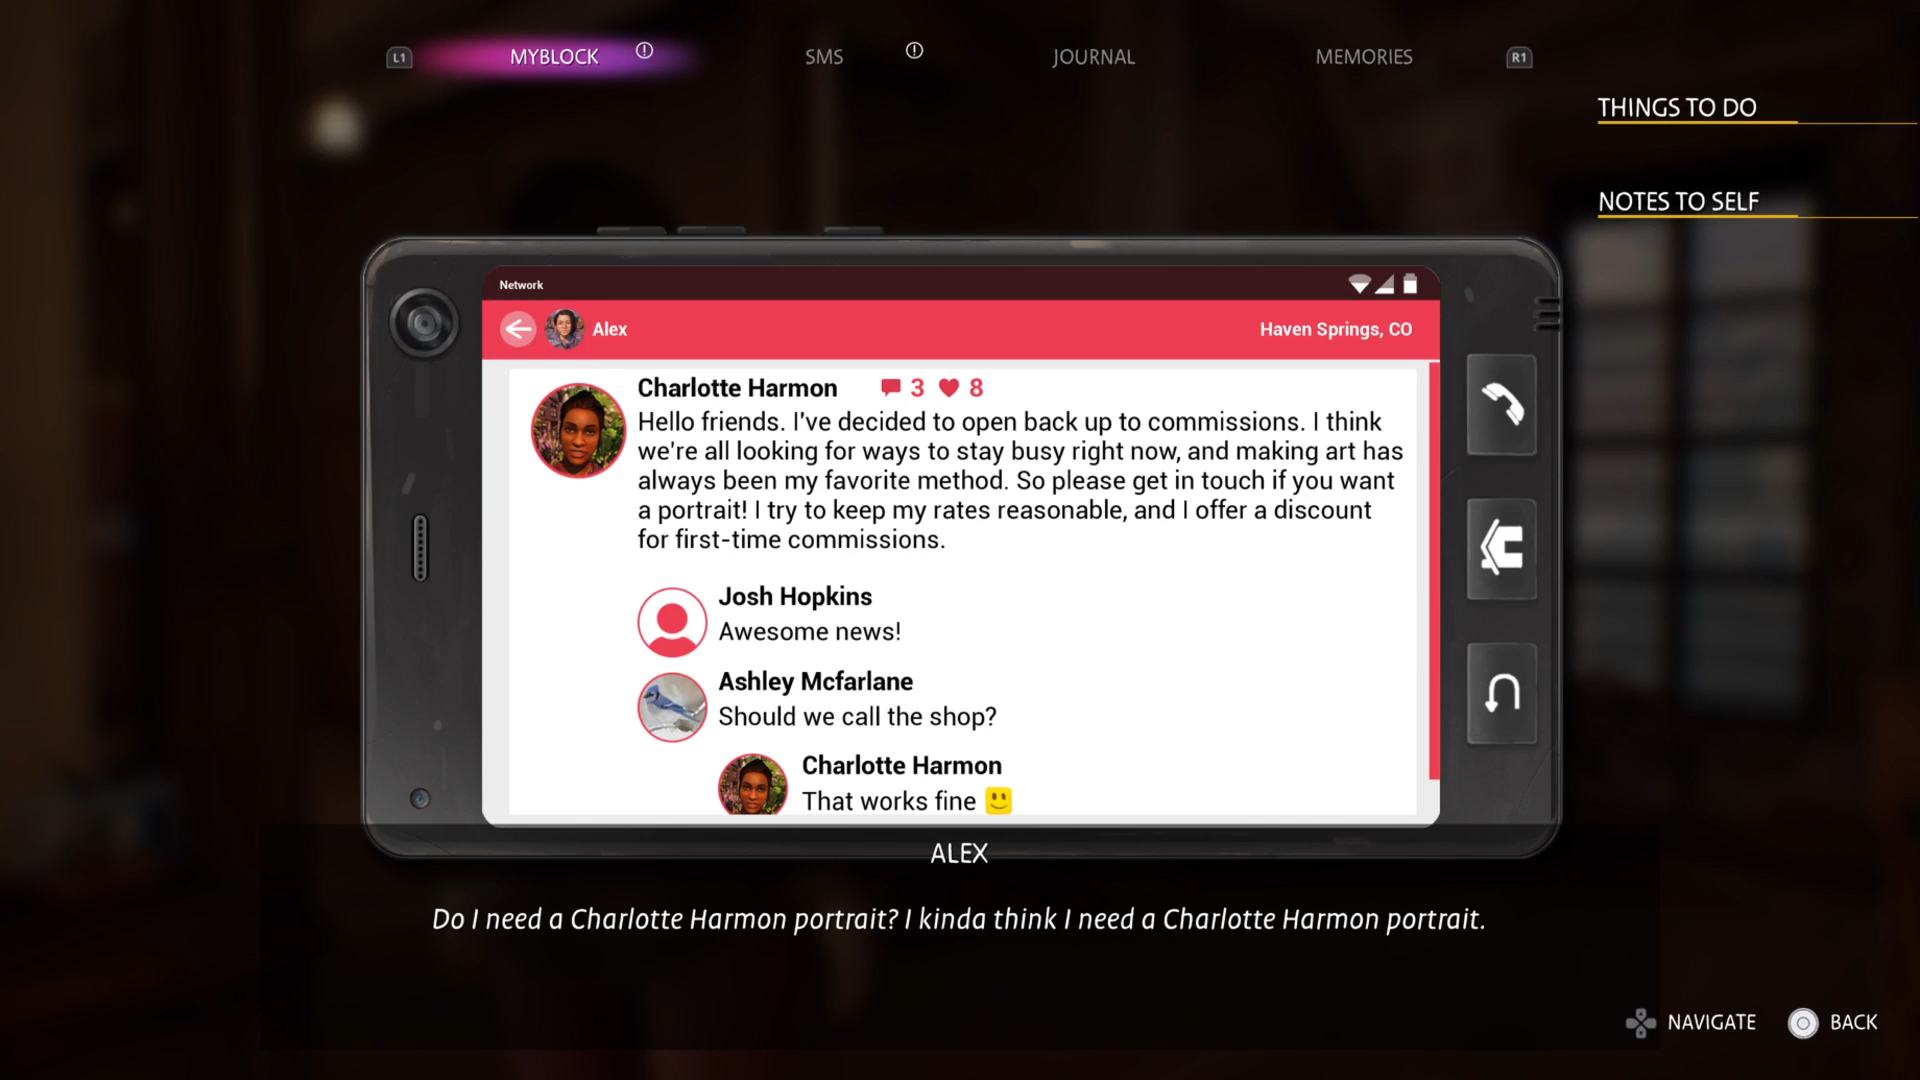 L1
MYBLOCK
SMS
JOURNAL
MEMORIES
R1
THINGS TO DO
NOTES TO SELF
Network
Alex
Haven Springs, CO
Charlotte Harmon 3 8
Hello friends. I've decided to open back up to commissions. I think
we're all looking for ways to stay busy right now, and making art has
always been my favorite method. So please get in touch if you want
a portrait! I try to keep my rates reasonable, and I offer a discount
for first-time commissions.
Josh Hopkins
Awesome news!
Ashley Mcfarlane
Should we call the shop?
Charlotte Harmon
That works fine 🙂
ALEX
Do I need a Charlotte Harmon portrait? I kinda think I need a Charlotte Harmon portrait.
NAVIGATE
BACK